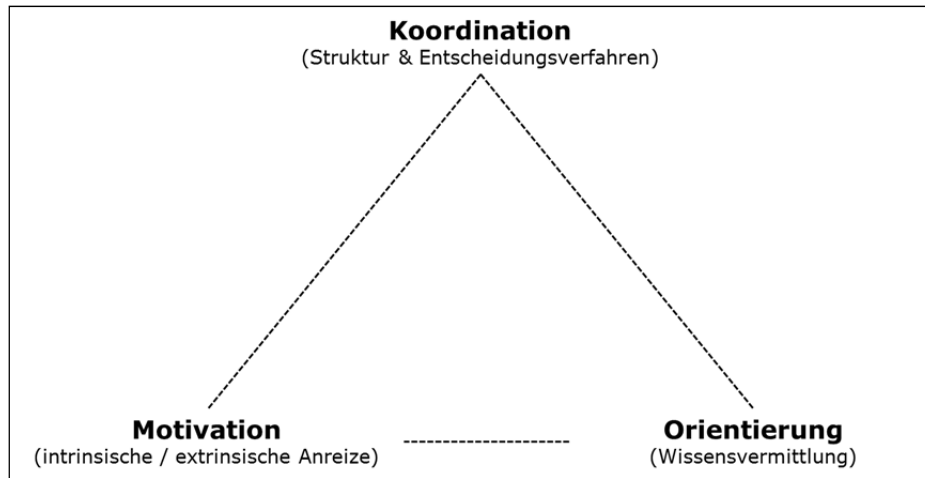 Koordination
(Struktur & Entscheidungsverfahren)
Motivation
(intrinsische / extrinsische Anreize)
Orientierung
(Wissensvermittlung)